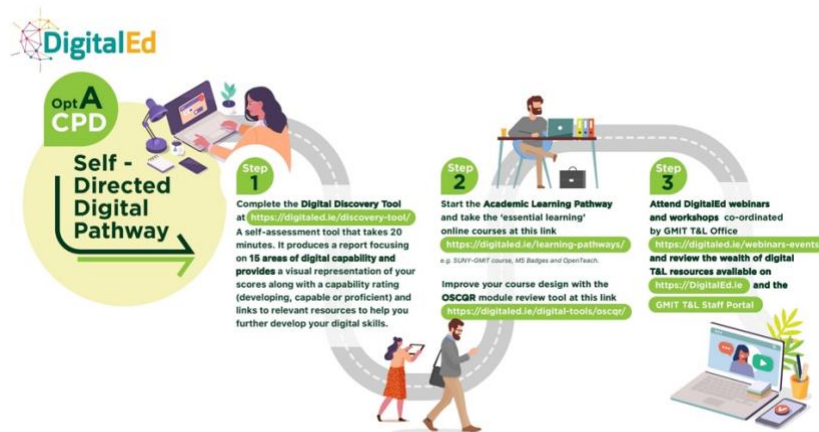 DigitalEd
Opt A
CPD
Self -
Directed
Digital
Pathway
Step
1
Complete the Digital Discovery Tool
at https://digitaled.ie/discovery-tool/
A self-assessment tool that takes 20
minutes. It produces a report focusing
on 15 areas of digital capability and
provides a visual representation of your
scores along with a capability rating
(developing, capable or proficient) and
links to relevant resources to help you
further develop your digital skills.
Step
2
Start the Academic Learning Pathway
and take the 'essential learning'
online courses at this link
https://digitaled.ie/learning-pathways/
e.g. SUNY-GMIT course, MS Badges and OpenTeach.
Improve your course design with the
OSCQR module review tool at this link
https://digitaled.ie/digital-tools/oscqr/
Step
3
Attend DigitalEd webinars
and workshops co-ordinated
by GMIT T&L Office
https://digitaled.ie/webinars-events
and review the wealth of digital
T&L resources available on
https://DigitalEd.ie and the
GMIT T&L Staff Portal